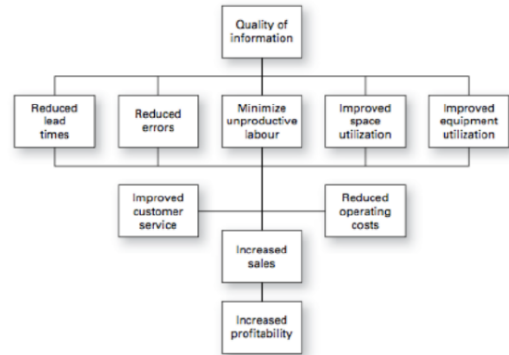 Quality of
information
Reduced
lead
times
Reduced
errors
Minimize
unproductive
labour
Improved
space
utilization
Improved
equipment
utilization
Improved
customer
service
Reduced
operating
costs
Increased
sales
Increased
profitability